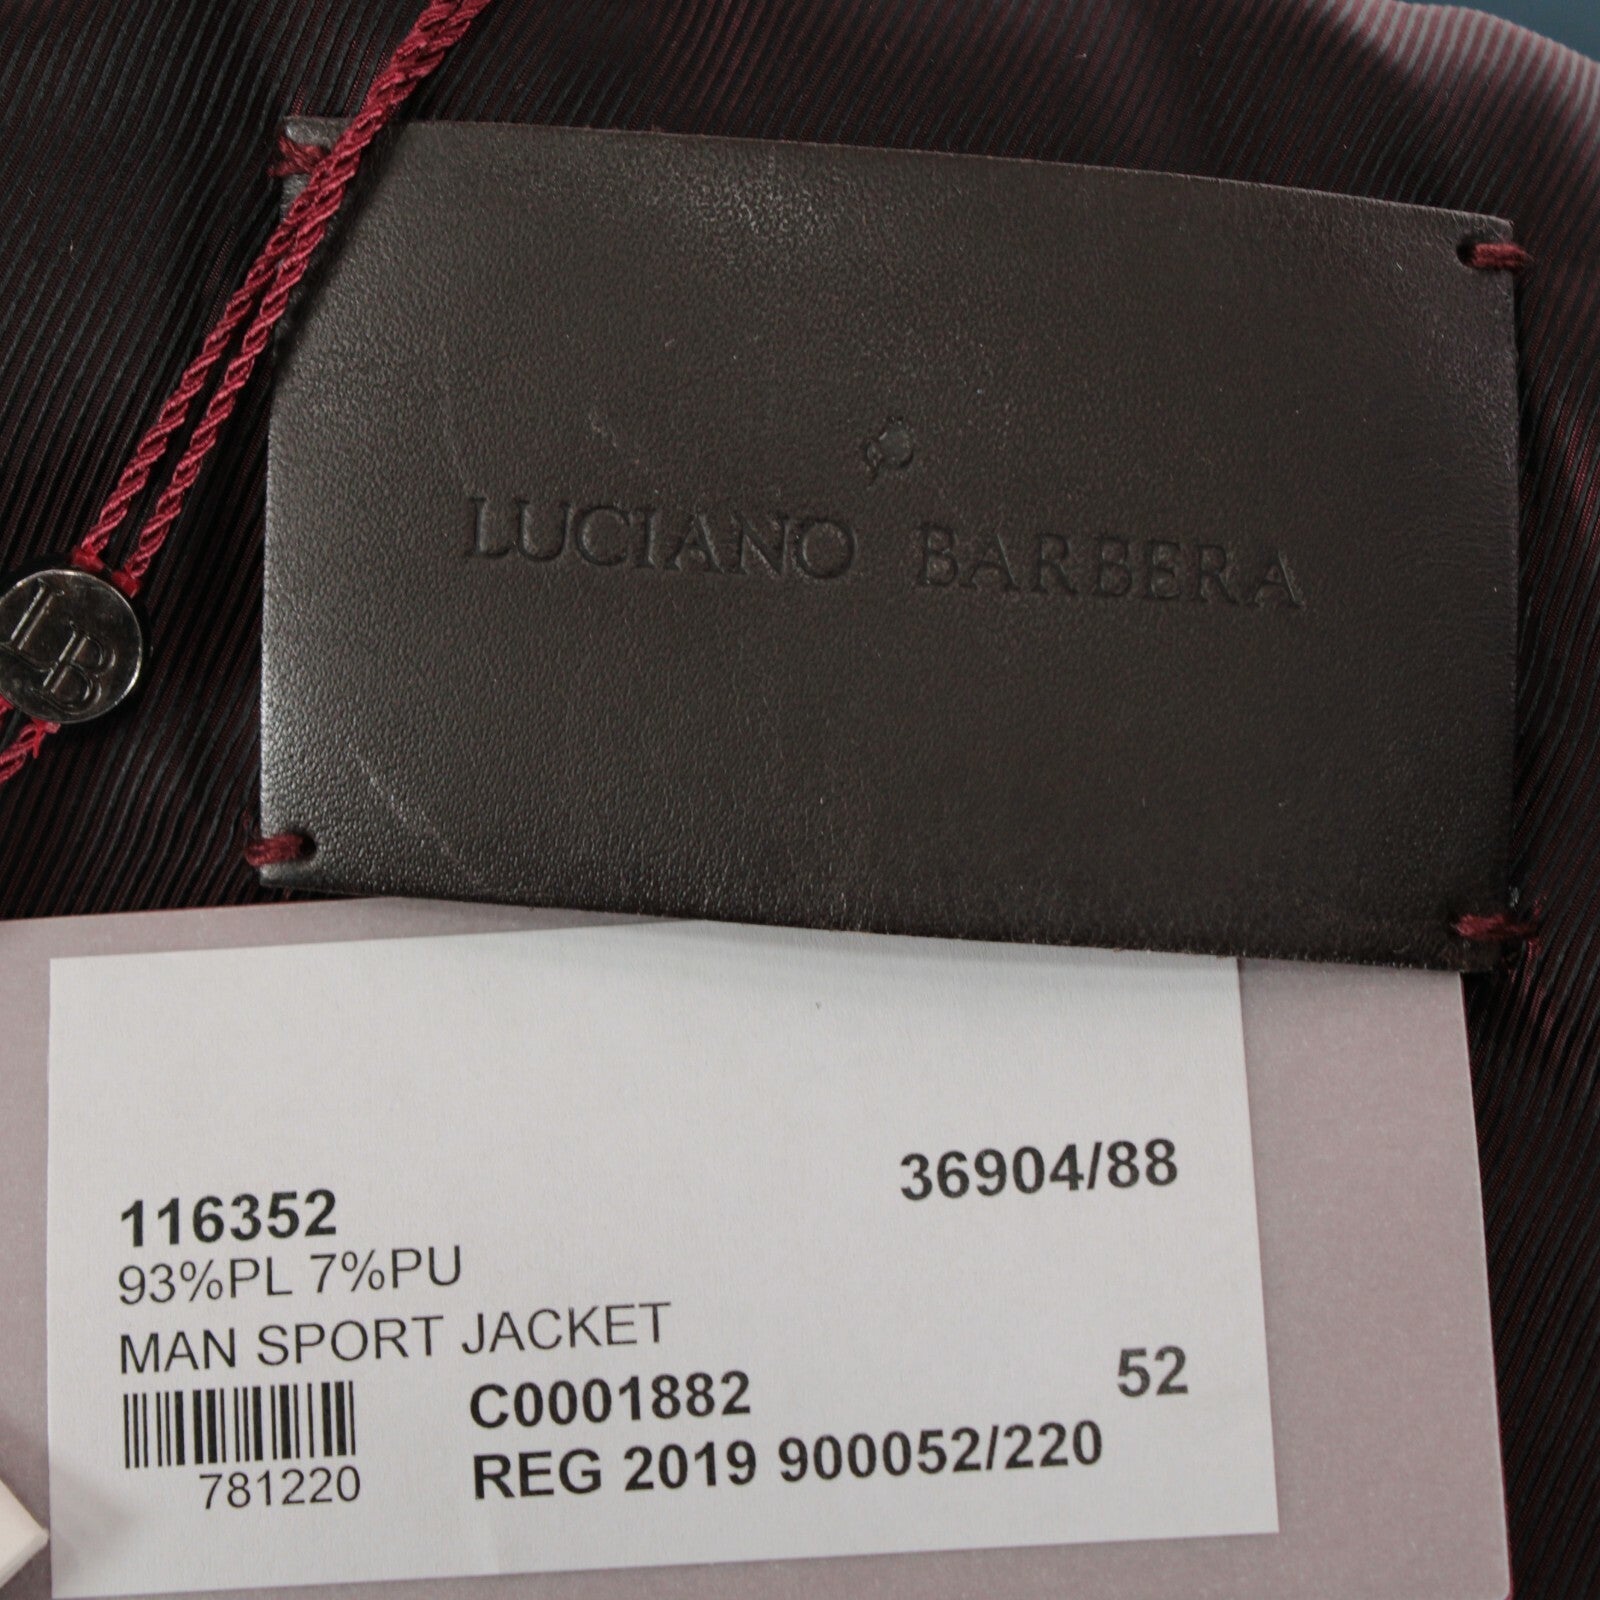 LUCIANO BARBERA
LB
36904/88
116352
93%PL 7%PU
MAN SPORT JACKET
52
C0001882
REG 2019 900052/220
781220